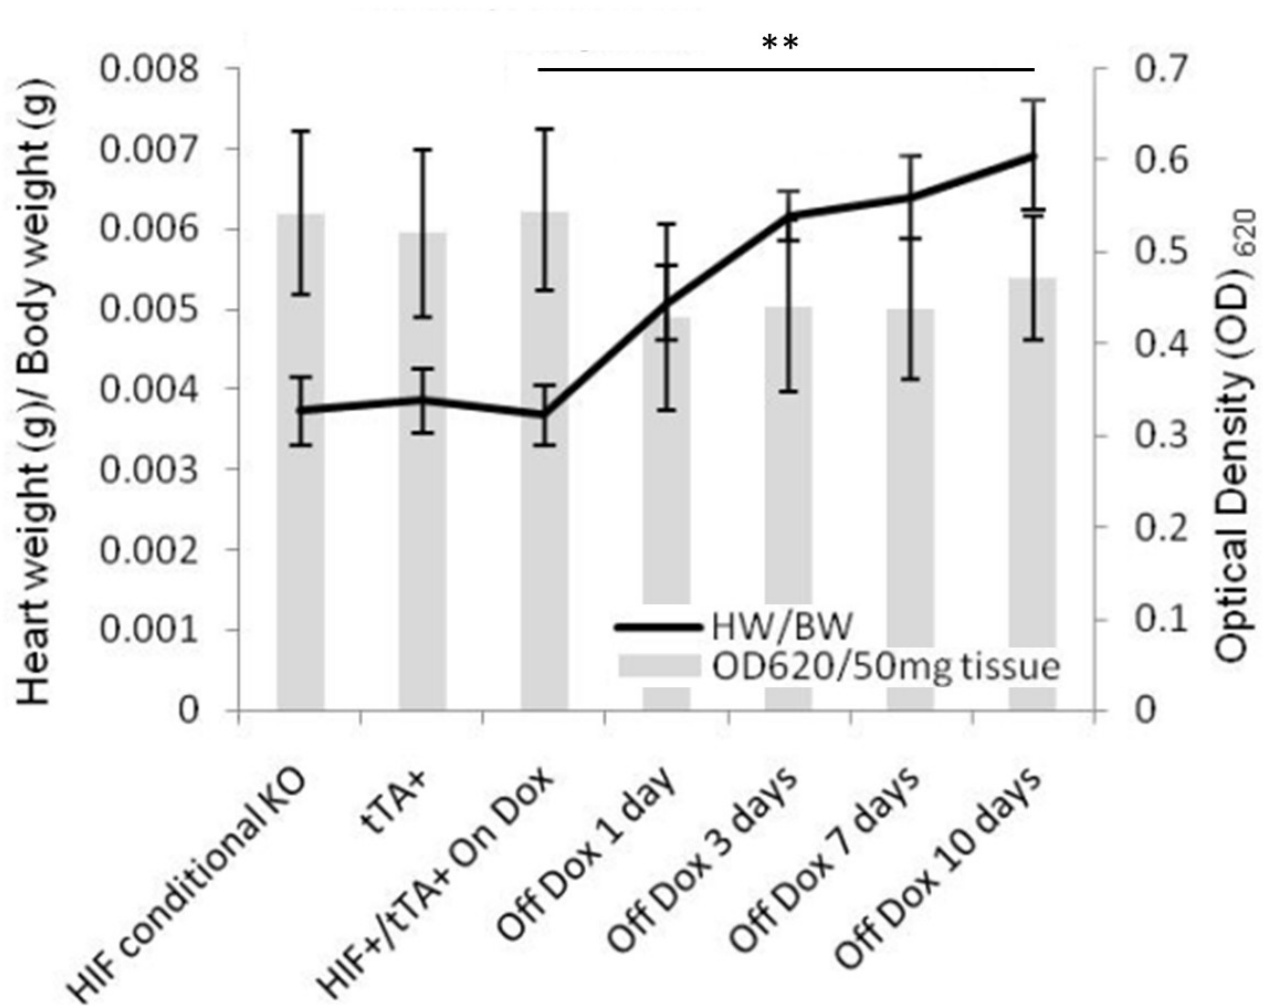 **
0.008
0.007
0.006
0.005
0.004
0.003
0.002
0.001
0
Heart weight (g)/ Body weight (g)
0.7
0.6
0.5
0.4
0.3
0.2
0.1
0
Optical Density (OD) 620
HW/BW
OD620/50mg tissue
HIF conditional KO
tTA+
HIF+/tTA+ On Dox
Off Dox 1 day
Off Dox 3 days
Off Dox 7 days
Off Dox 10 days